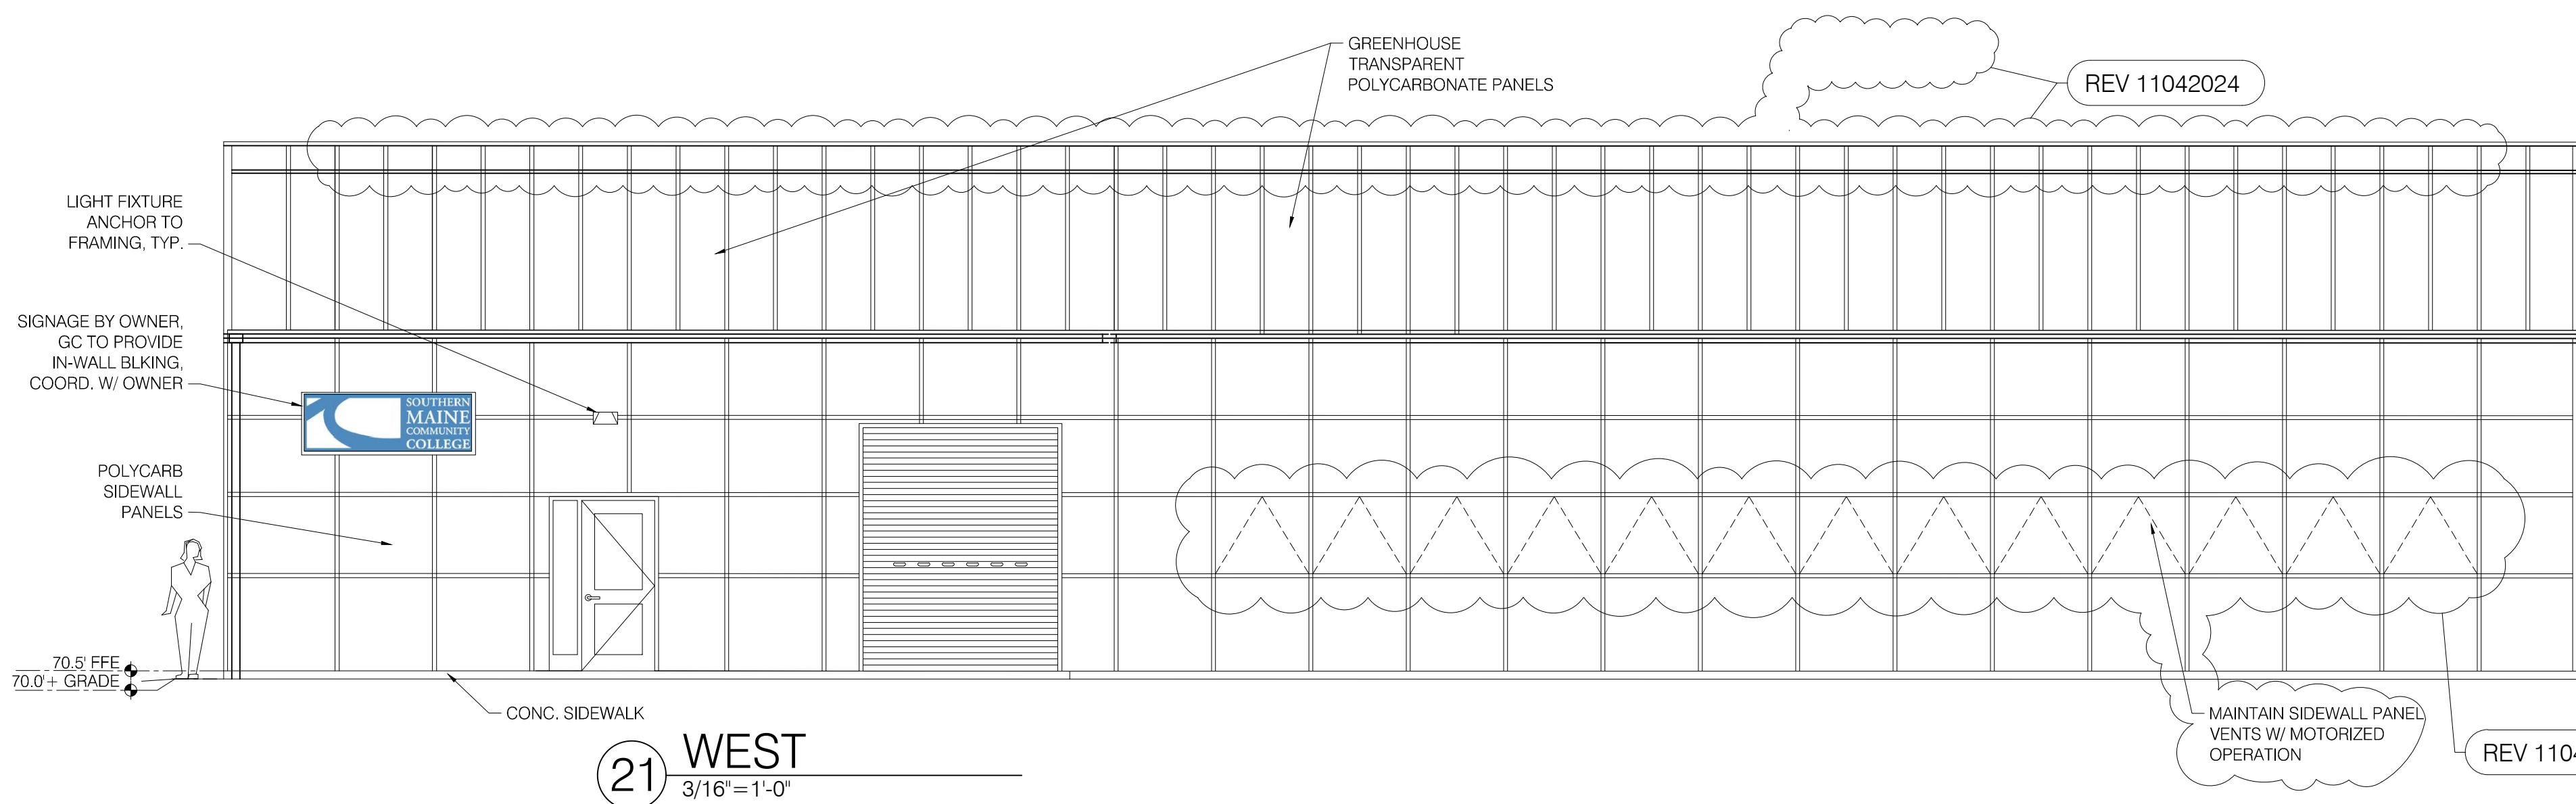 GREENHOUSE
TRANSPARENT
POLYCARBONATE PANELS
REV 11042024
LIGHT FIXTURE
ANCHOR TO
FRAMING, TYP.
SIGNAGE BY OWNER,
GC TO PROVIDE
IN-WALL BLKING,
COORD. W/ OWNER
SOUTHERN
MAINE
COMMUNITY
COLLEGE
POLYCARB
SIDEWALL
PANELS
70.5' FFE
70.0'+ GRADE
CONC. SIDEWALK
MAINTAIN SIDEWALL PANEL
VENTS W/ MOTORIZED
OPERATION
REV 1104
21 WEST
3/16"=1'-0"